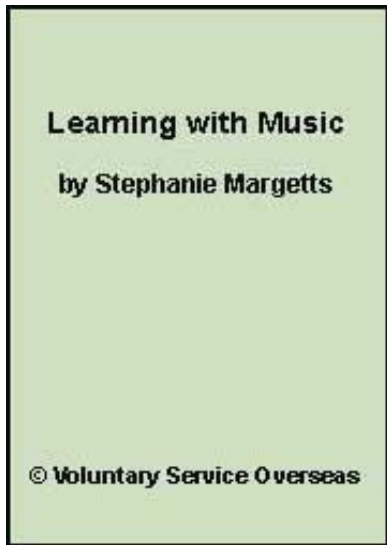 Learning with Music
by Stephanie Margetts
© Voluntary Service Overseas